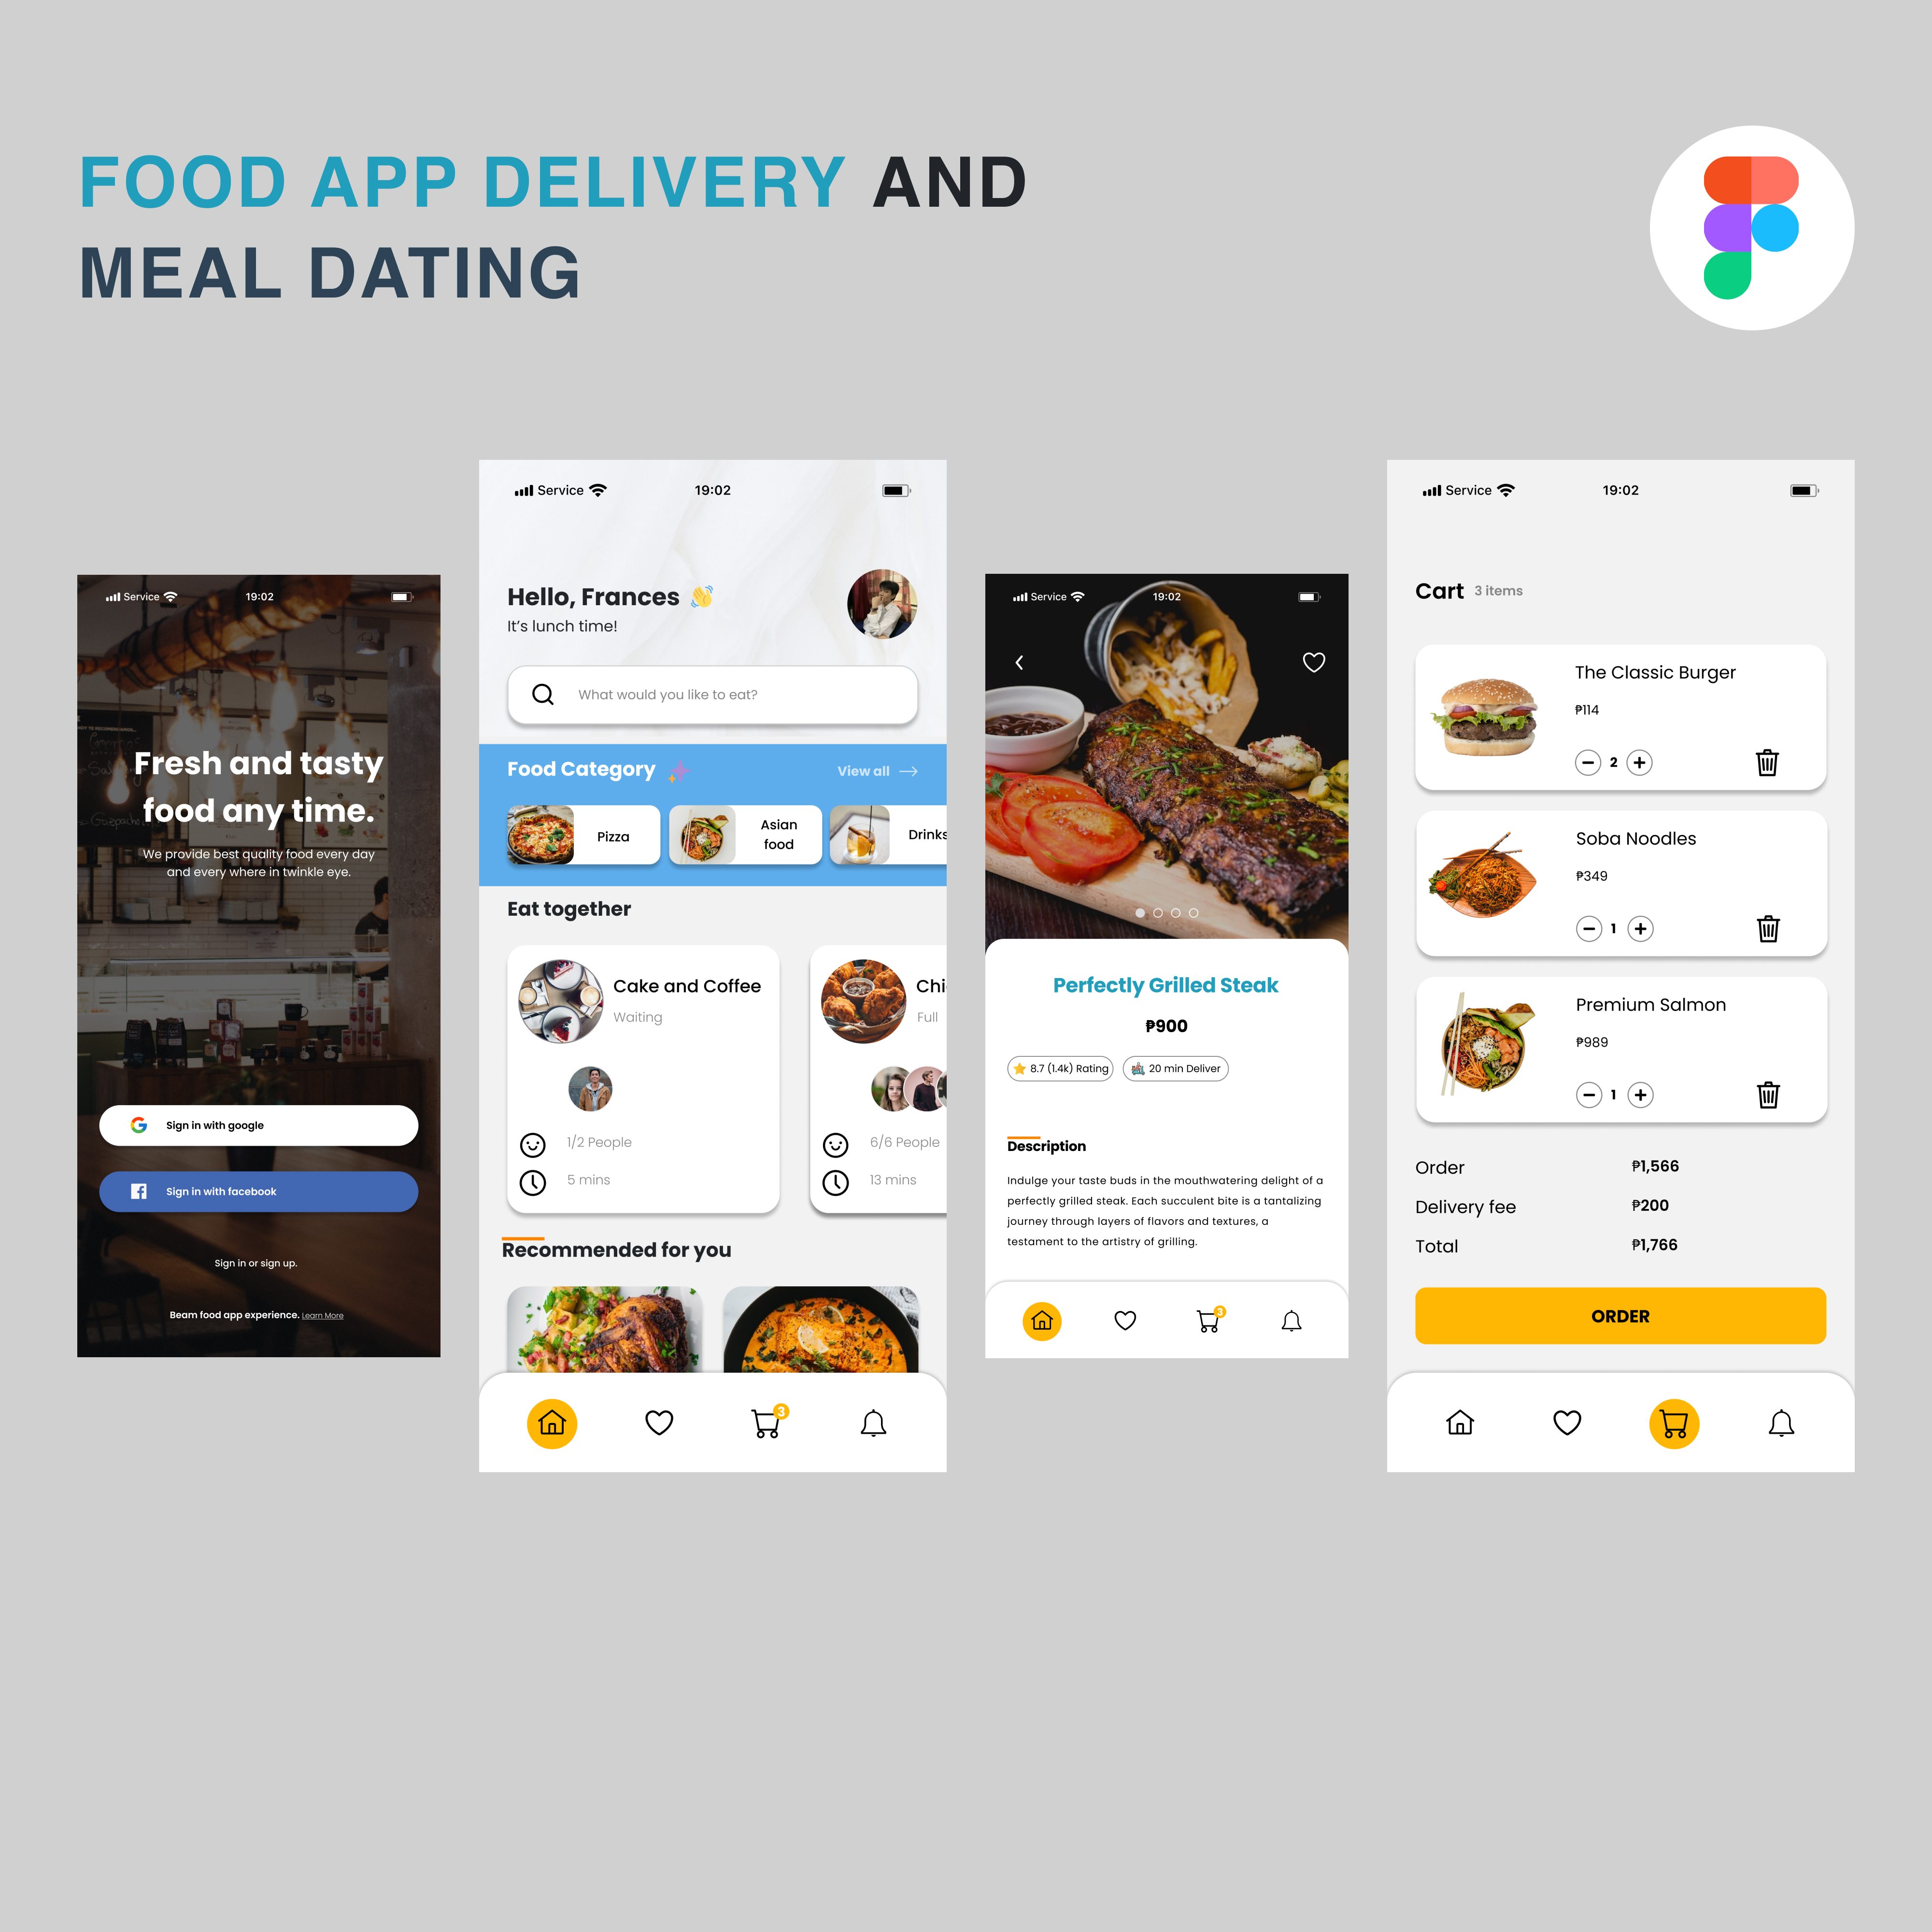 FOOD APP DELIVERY AND
MEAL DATING
Service 19:02
Fresh and tasty
food any time.
We provide best quality food every day
and every where in twinkle eye.
Sign in with google
Sign in with facebook
Sign in or sign up.
Beam food app experience. Learn More
Service 19:02
Hello, Frances
It's lunch time!
What would you like to eat?
Food Category View all
Pizza
Asian
food
Drinks
Eat together
Cake and Coffee
Waiting
1/2 People
5 mins
Chi
Full
6/6 People
13 mins
Recommended for you
3
Service 19:02
Perfectly Grilled Steak
₱900
8.7 (1.4k) Rating
20 min Deliver
Description
Indulge your taste buds in the mouthwatering delight of a
perfectly grilled steak. Each succulent bite is a tantalizing
journey through layers of flavors and textures, a
testament to the artistry of grilling.
3
Service 19:02
Cart 3 items
The Classic Burger
₱114
2
Soba Noodles
₱349
1
Premium Salmon
₱989
1
Order ₱1,566
Delivery fee ₱200
Total ₱1,766
ORDER